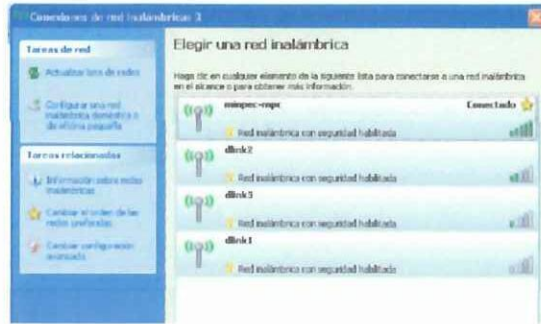 Conexiones de red inalámbricas 3
Tareas de red
Actualizar lista de redes
Configurar una red
inalámbrica doméstica o
de oficina pequeña
Tareas relacionadas
Información sobre redes
inalámbricas
Cambiar el orden de las
redes preferidas
Cambiar configuración
avanzada
Elegir una red inalámbrica
Haga clic en cualquier elemento de la siguiente lista para conectarse a una red inalámbrica
en el alcance o para obtener más información.
Conectado
Red inalámbrica con seguridad habilitada
dlink2
Red inalámbrica con seguridad habilitada
dlink3
Red inalámbrica con seguridad habilitada
dlink1
Red inalámbrica con seguridad habilitada